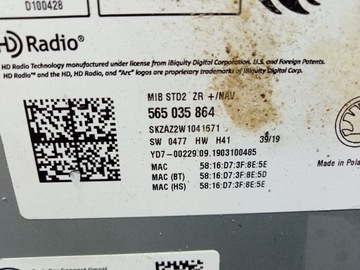 D100428
HD Radio®
HD Radio Technology manufactured under license from iBiquity Digital Corporation. U.S. and Foreign Patents.
HD Radio™ and the HD, HD Radio, and "Arc" logos are proprietary trademarks of iBiquity Digital Corp.
MIB STD2 ZR +/NAV
565 035 864
SKZAZ2W1041671
SW 0477 HW H41 39/19
YD7-00229.09.1903100485
MAC 58:16:D7:3F:8E:5E
MAC (BT) 58:16:D7:3F:8E:5D
MAC (HS) 58:16:D7:3F:8E:5E
Made in Pola